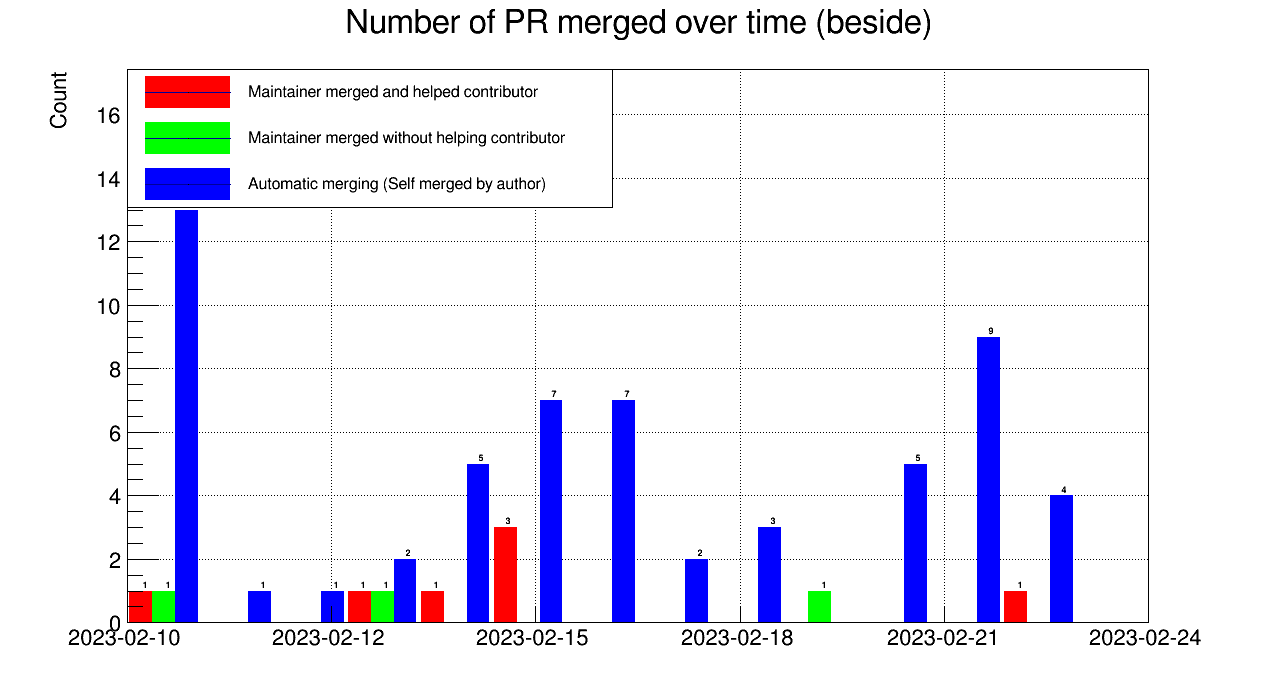 Number of PR merged over time (beside)
Count
Maintainer merged and helped contributor
Maintainer merged without helping contributor
Automatic merging (Self merged by author)
16
14
12
10
8
6
4
2
0
1 1 1 1 1 1 2 1 5 3 7 7 2 3 1 5 9 1 4
2023-02-10 2023-02-12 2023-02-15 2023-02-18 2023-02-21 2023-02-24